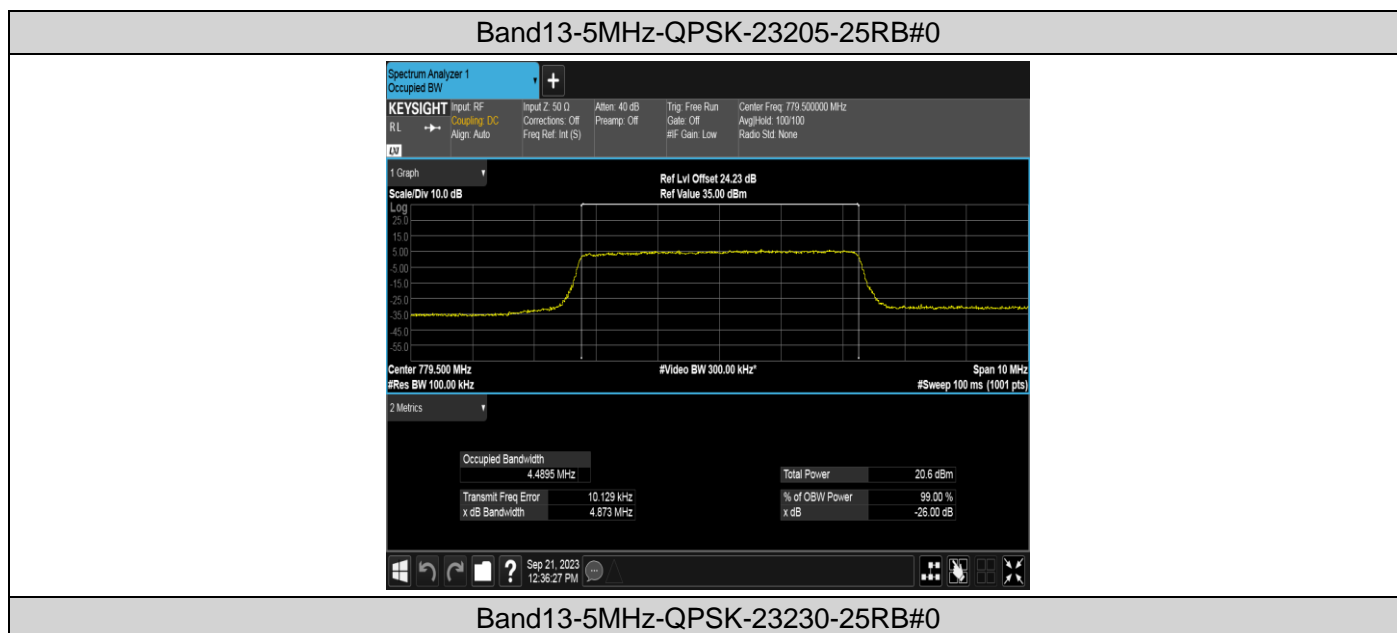 Band13-5MHz-QPSK-23205-25RB#0
Spectrum Analyzer 1
Occupied BW
+
KEYSIGHT Input: RF Input Z: 50 Ω Atten: 40 dB Trig: Free Run Center Freq: 779.500000 MHz
RL Coupling: DC Corrections: Off Preamp: Off Gate: Off Avg|Hold: 100/100
Align: Auto Freq Ref: Int (S) #IF Gain: Low Radio Std: None
1 Graph
Ref Lvl Offset 24.23 dB
Scale/Div 10.0 dB Ref Value 35.00 dBm
Log
25.0
15.0
5.00
-5.00
-15.0
-25.0
-35.0
-45.0
-55.0
Center 779.500 MHz #Video BW 300.00 kHz* Span 10 MHz
#Res BW 100.00 kHz #Sweep 100 ms (1001 pts)
2 Metrics
Occupied Bandwidth
4.4895 MHz Total Power 20.6 dBm
Transmit Freq Error 10.129 kHz % of OBW Power 99.00 %
x dB Bandwidth 4.873 MHz x dB -26.00 dB
? Sep 21, 2023
12:36:27 PM
Band13-5MHz-QPSK-23230-25RB#0